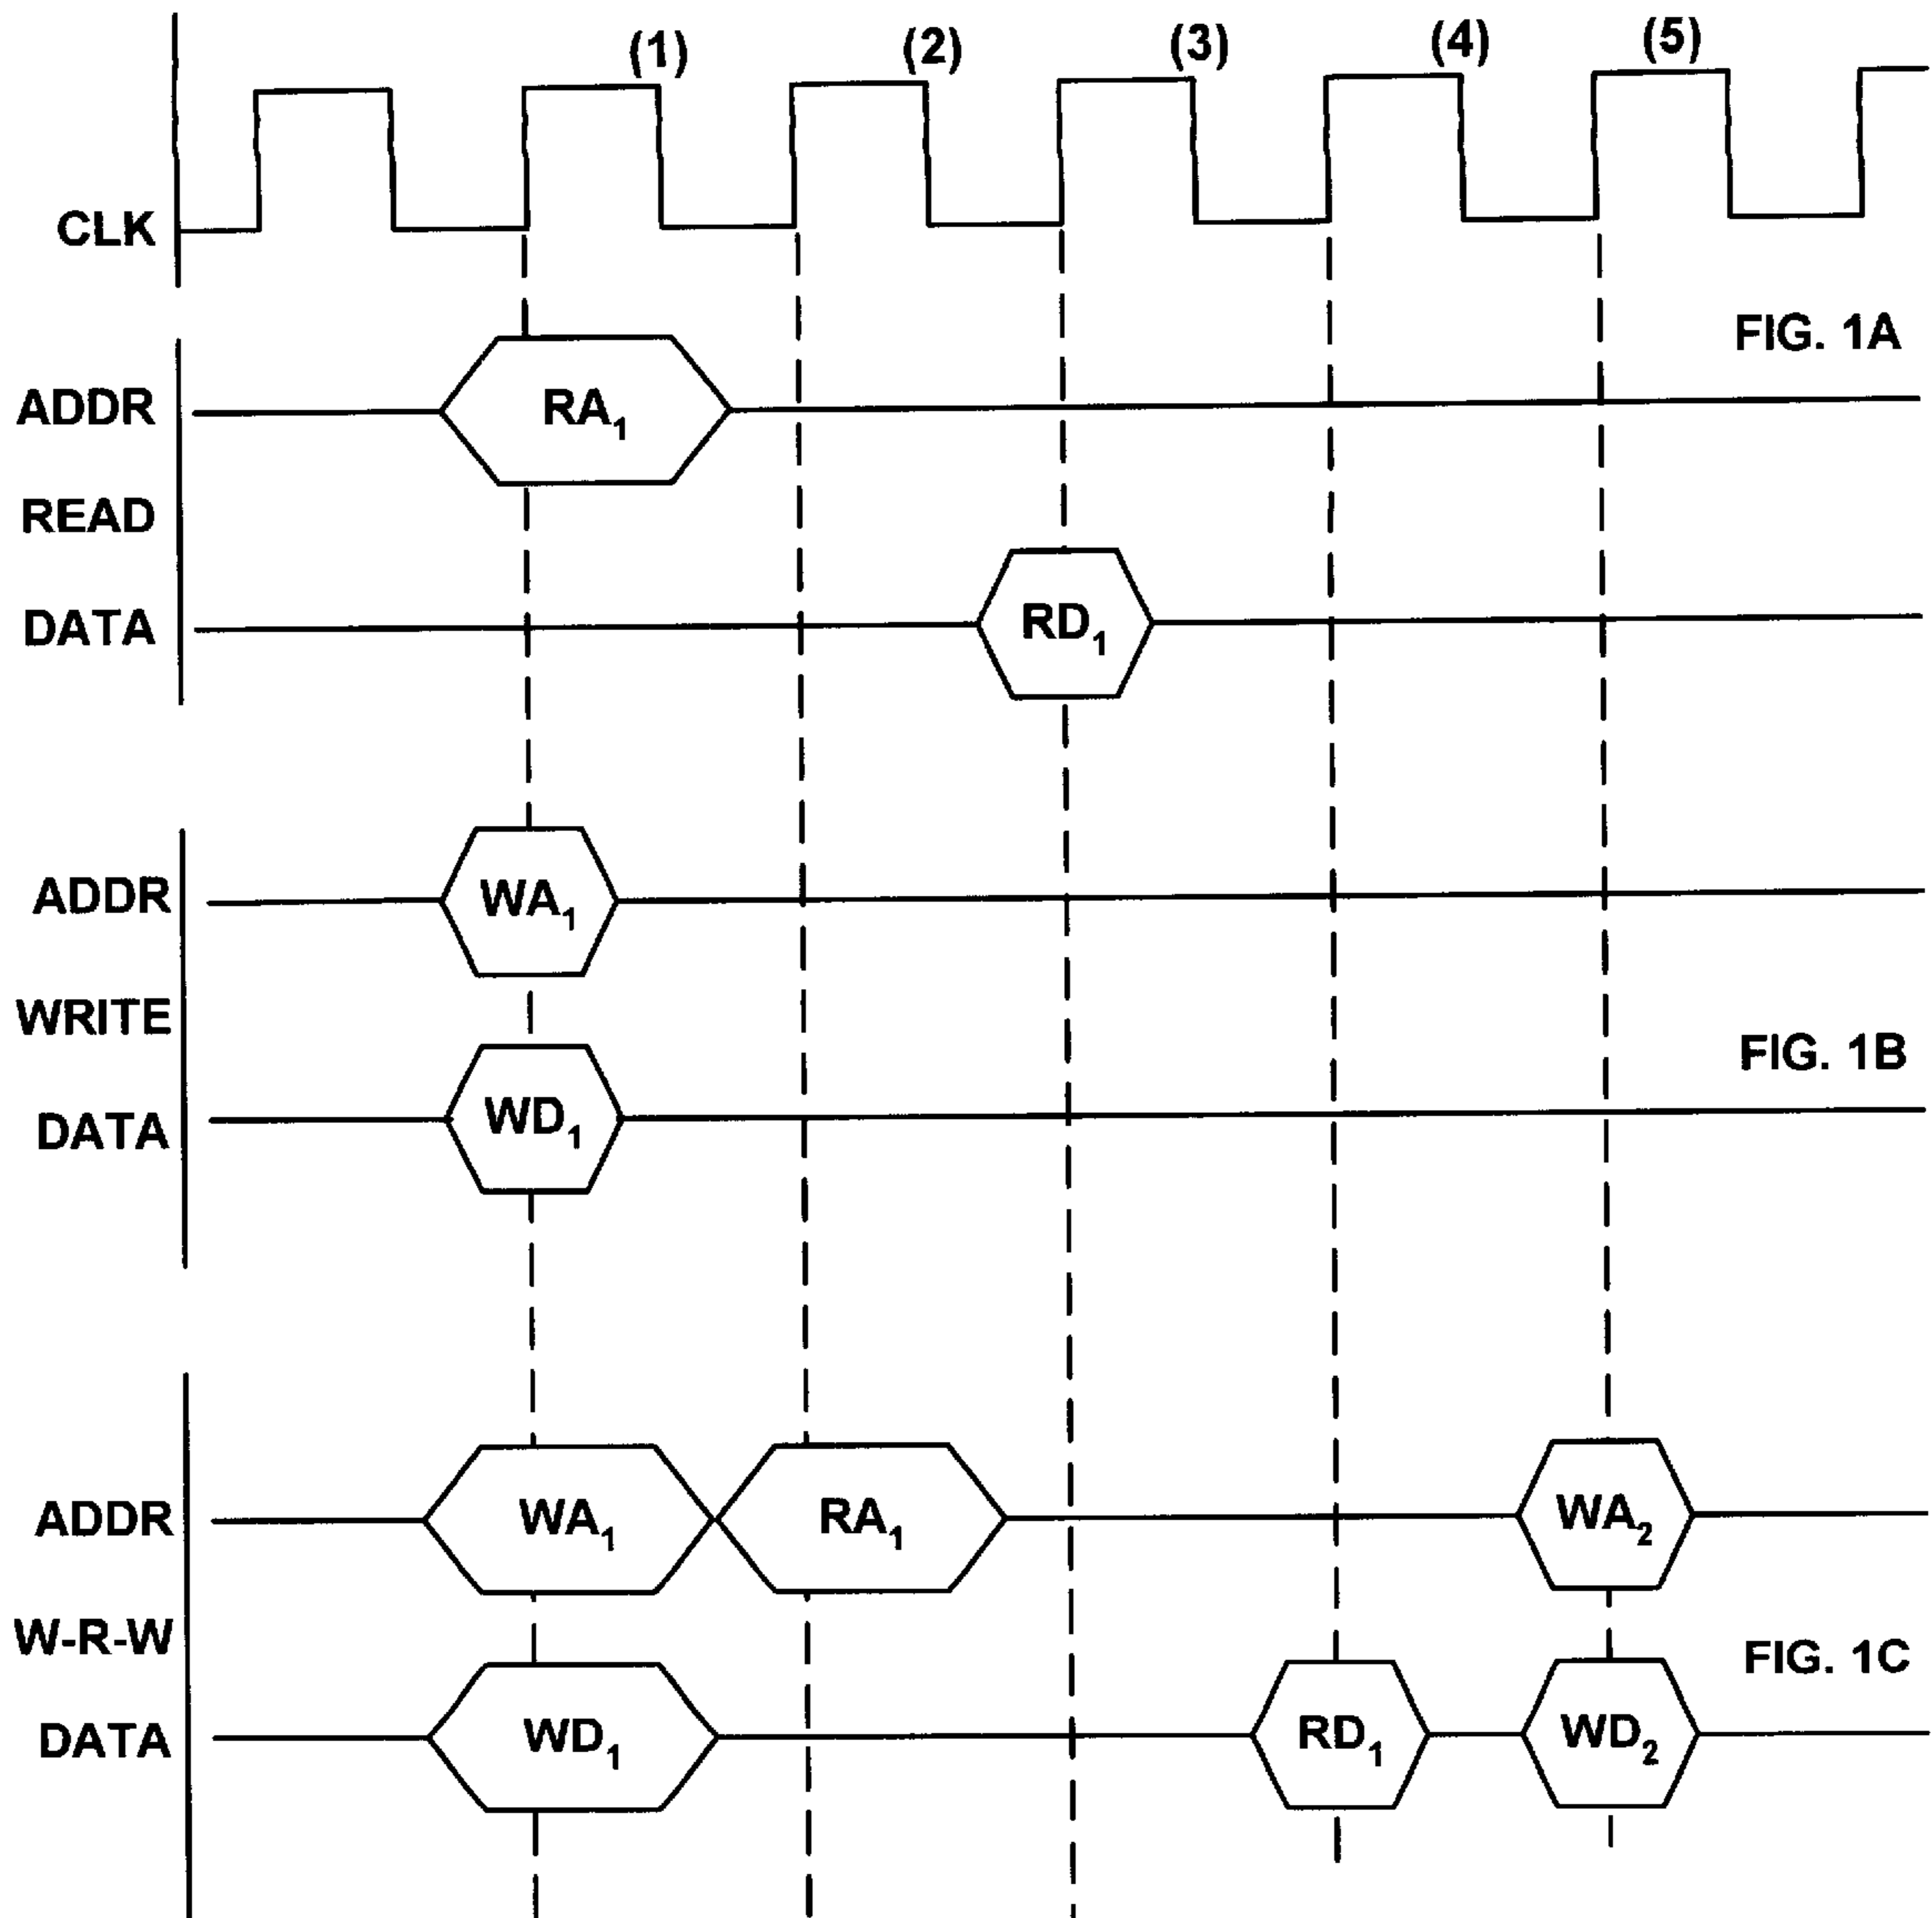 (1) (2) (3) (4) (5)
CLK
FIG. 1A
ADDR RA₁
READ
DATA RD₁
ADDR WA₁
WRITE
FIG. 1B
DATA WD₁
ADDR WA₁ RA₁ WA₂
W-R-W
FIG. 1C
DATA WD₁ RD₁ WD₂